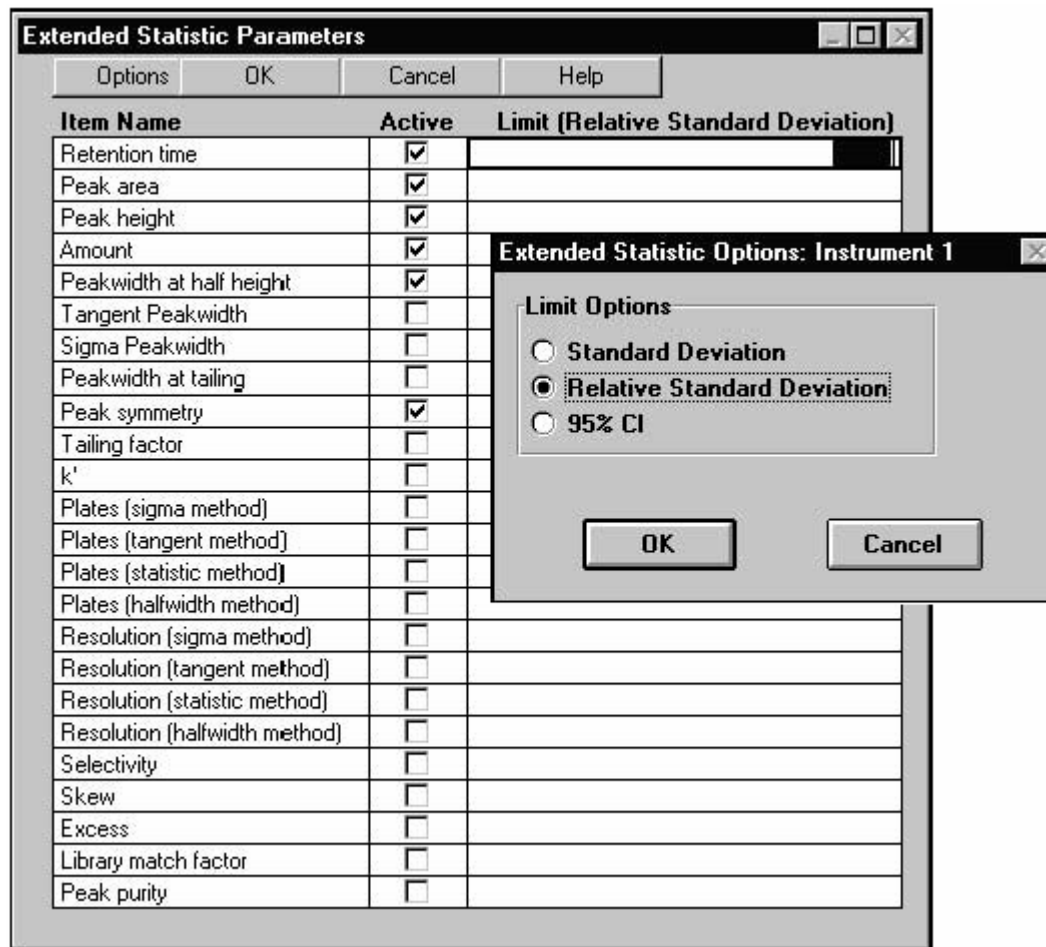 Extended Statistic Parameters
Options OK Cancel Help
Item Name Active Limit (Relative Standard Deviation)
Retention time
Peak area
Peak height
Amount
Peakwidth at half height
Tangent Peakwidth
Sigma Peakwidth
Peakwidth at tailing
Peak symmetry
Tailing factor
k'
Plates (sigma method)
Plates (tangent method)
Plates (statistic method)
Plates (halfwidth method)
Resolution (sigma method)
Resolution (tangent method)
Resolution (statistic method)
Resolution (halfwidth method)
Selectivity
Skew
Excess
Library match factor
Peak purity
Extended Statistic Options: Instrument 1
Limit Options
Standard Deviation
Relative Standard Deviation
95% CI
OK Cancel